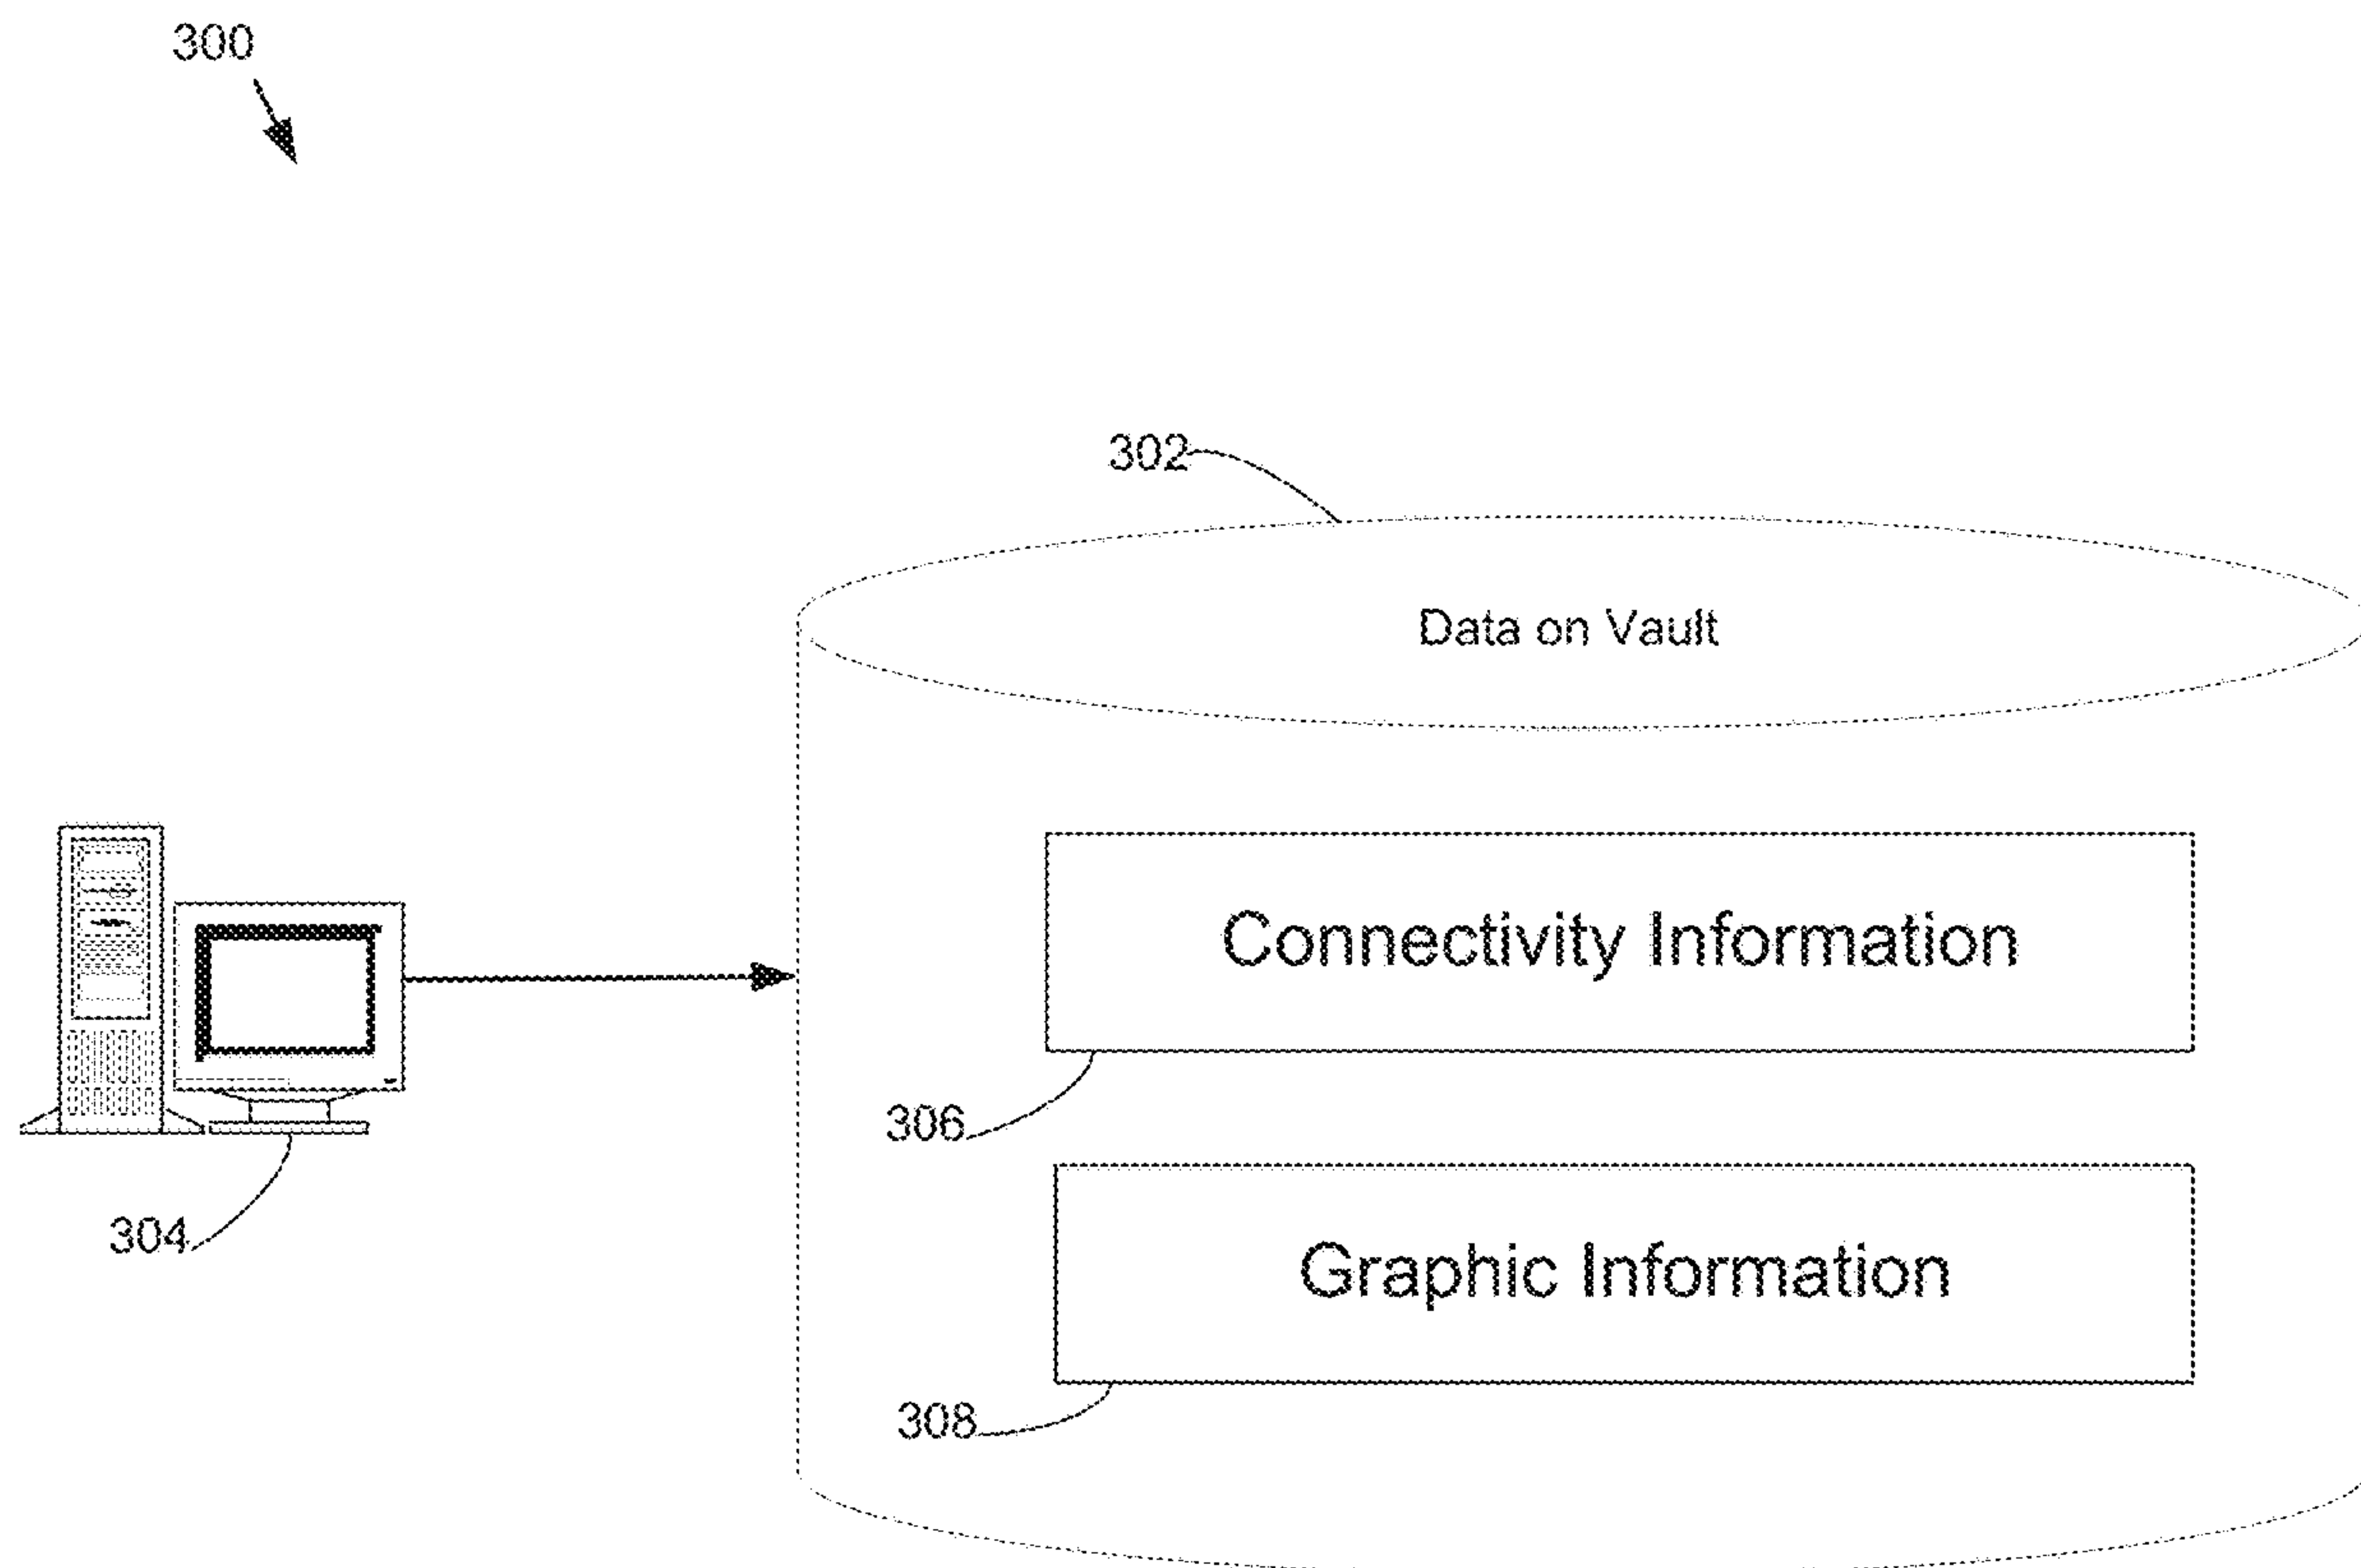 300
302
Data on Vault
Connectivity Information
306
304
Graphic Information
308